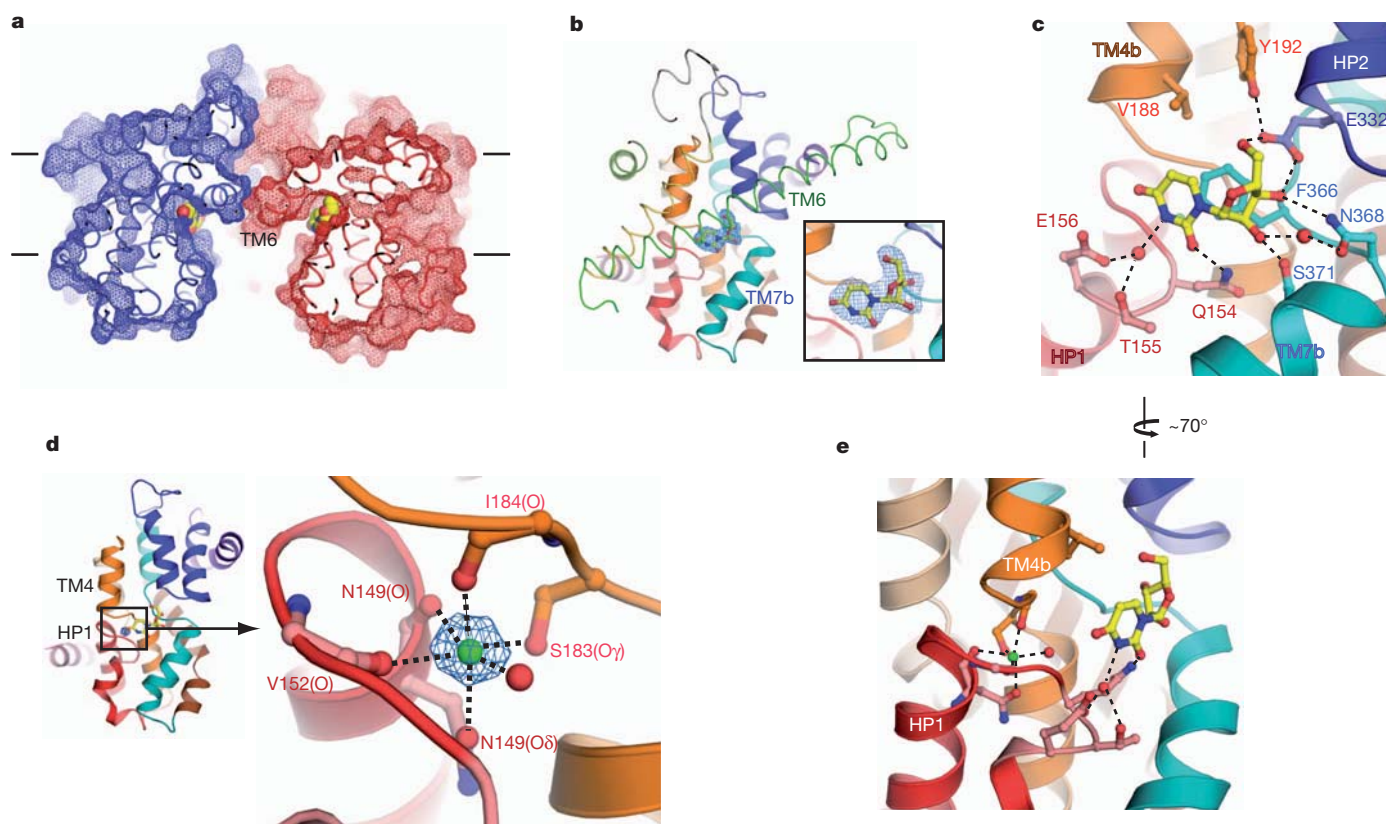 a
TM6
b
TM6
TM7b
c
TM4b
Y192
HP2
V188
E332
F366
E156
N368
S371
Q154
T155
HP1
TM7b
~70°
d
TM4
HP1
I184(O)
N149(O)
S183(Oγ)
V152(O)
N149(Oδ)
e
TM4b
HP1